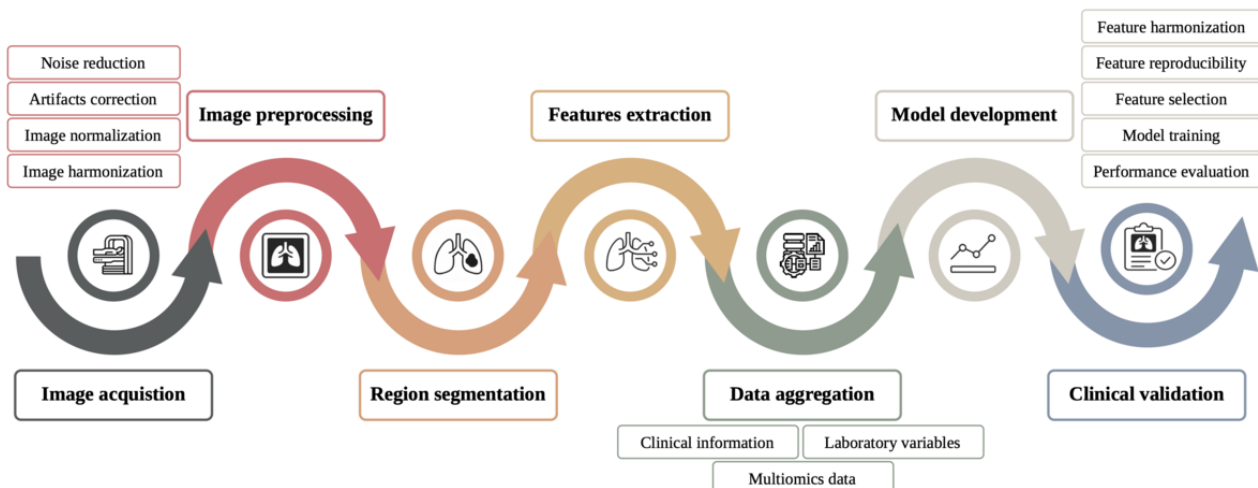 Noise reduction
Artifacts correction
Image normalization
Image harmonization
Image preprocessing
Features extraction
Model development
Feature harmonization
Feature reproducibility
Feature selection
Model training
Performance evaluation
Image acquistion
Region segmentation
Data aggregation
Clinical validation
Clinical information
Laboratory variables
Multiomics data